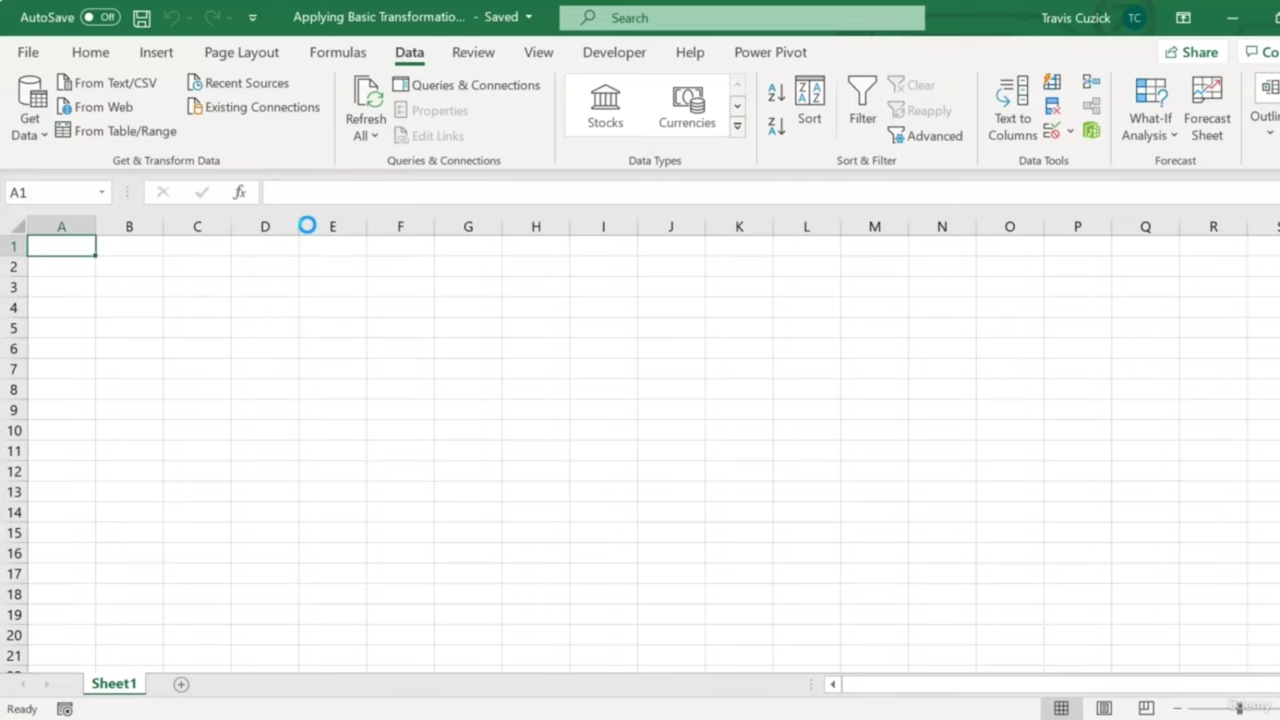 AutoSave Off Applying Basic Transformatio... - Saved Search Travis Cuzick TC
File Home Insert Page Layout Formulas Data Review View Developer Help Power Pivot Share Co
Get Data From Text/CSV From Web From Table/Range Recent Sources Existing Connections
Refresh All Queries & Connections Properties Edit Links
Stocks Currencies
Sort Filter Clear Reapply Advanced
Text to Columns
What-If Analysis Forecast Sheet
Outlin
Get & Transform Data Queries & Connections Data Types Sort & Filter Data Tools Forecast
A1 fx
A B C D E F G H I J K L M N O P Q R S
1
2
3
4
5
6
7
8
9
10
11
12
13
14
15
16
17
18
19
20
21
Sheet1
Ready
Udemy